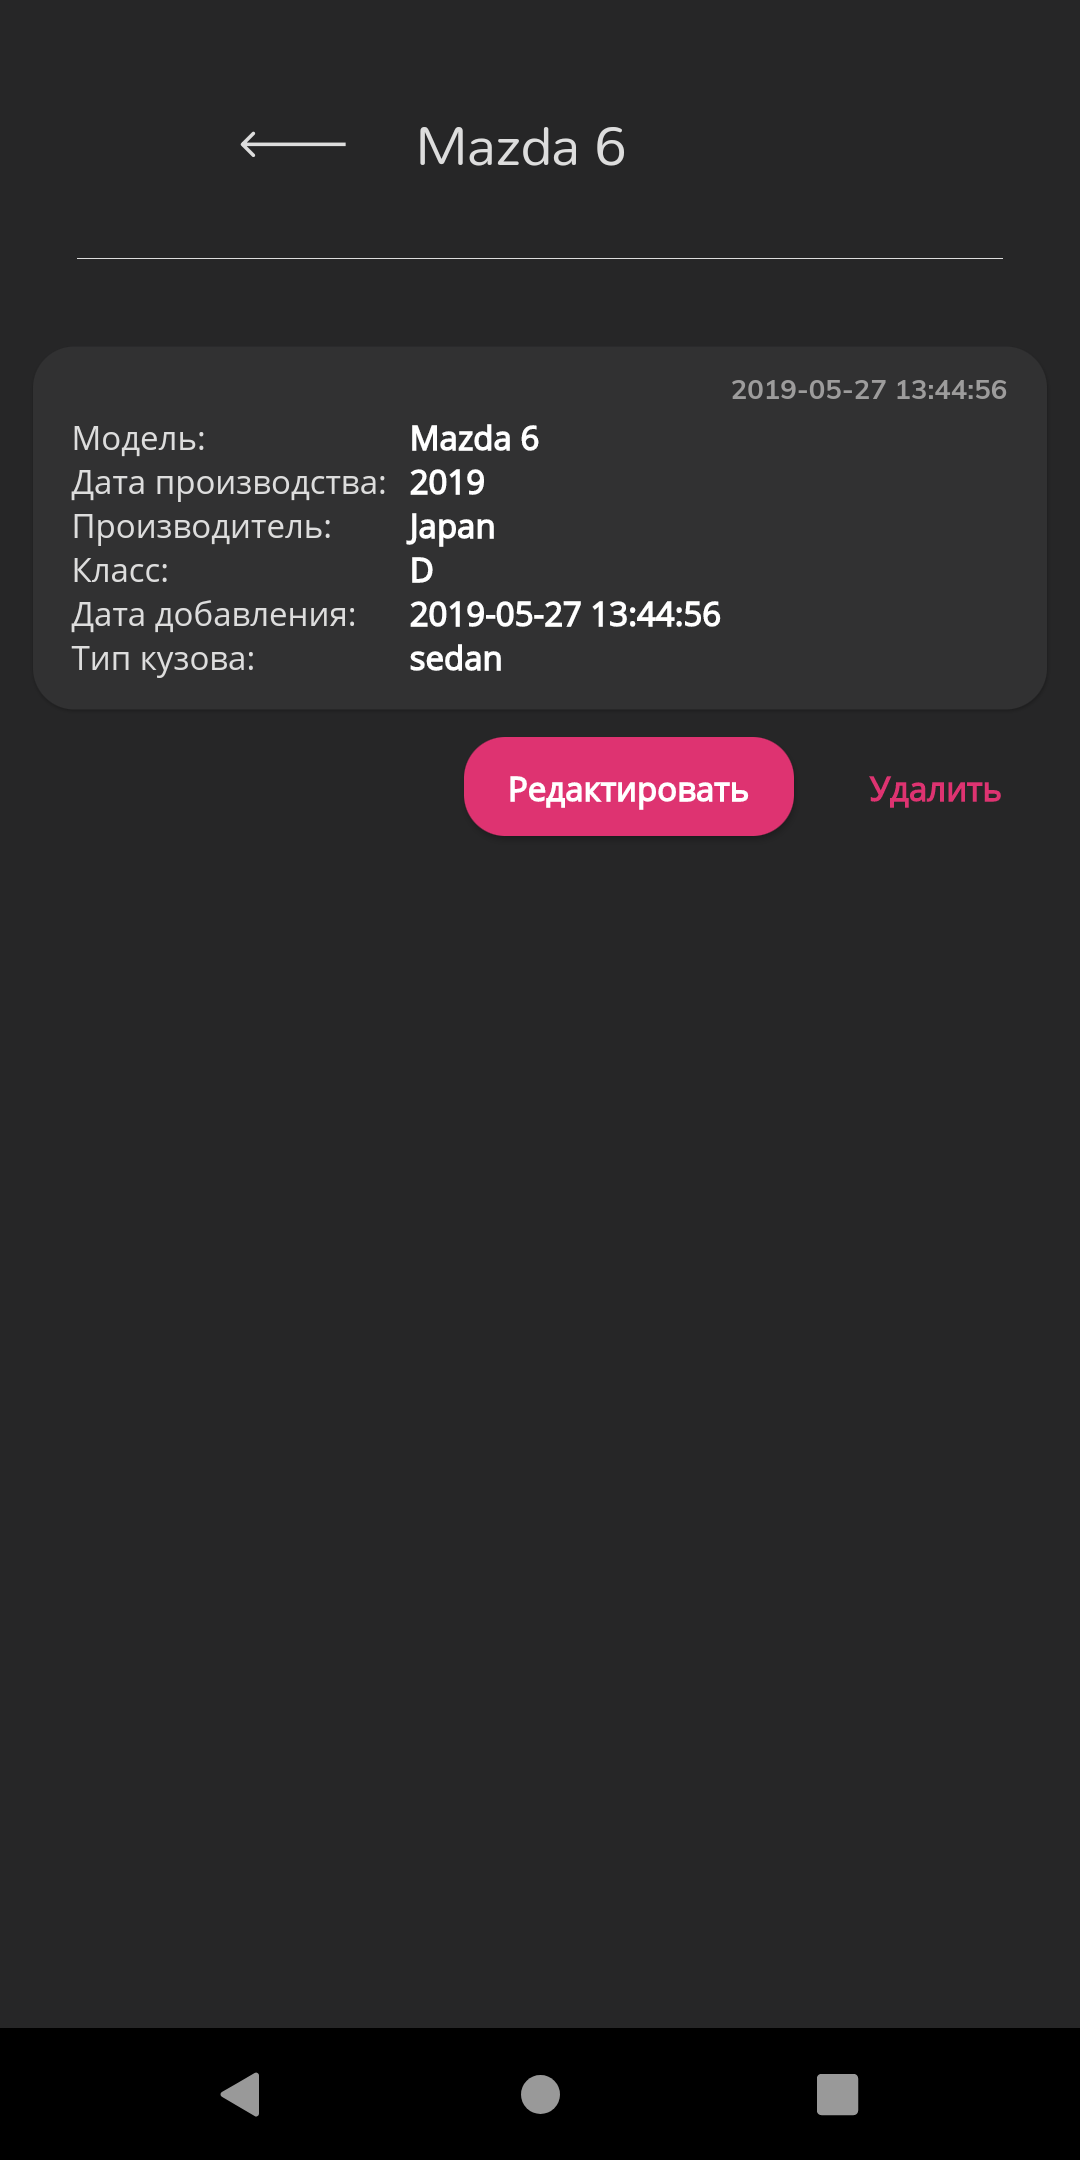 Mazda 6
2019-05-27 13:44:56
Модель: Mazda 6
Дата производства: 2019
Производитель: Japan
Класс: D
Дата добавления: 2019-05-27 13:44:56
Тип кузова: sedan
Редактировать Удалить